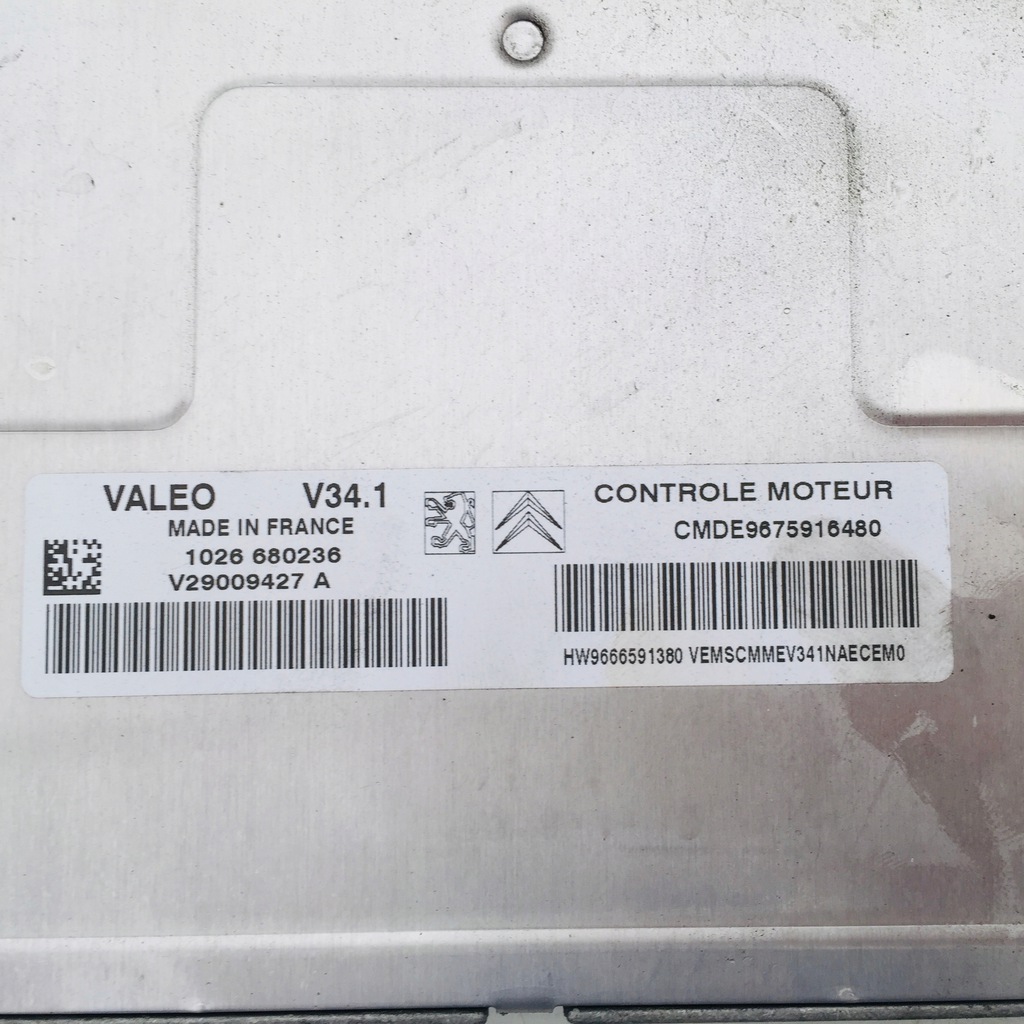 VALEO V34.1
MADE IN FRANCE
1026 680236
V29009427 A
CONTROLE MOTEUR
CMDE9675916480
HW9666591380 VEMSCMMEV341NAECEM0